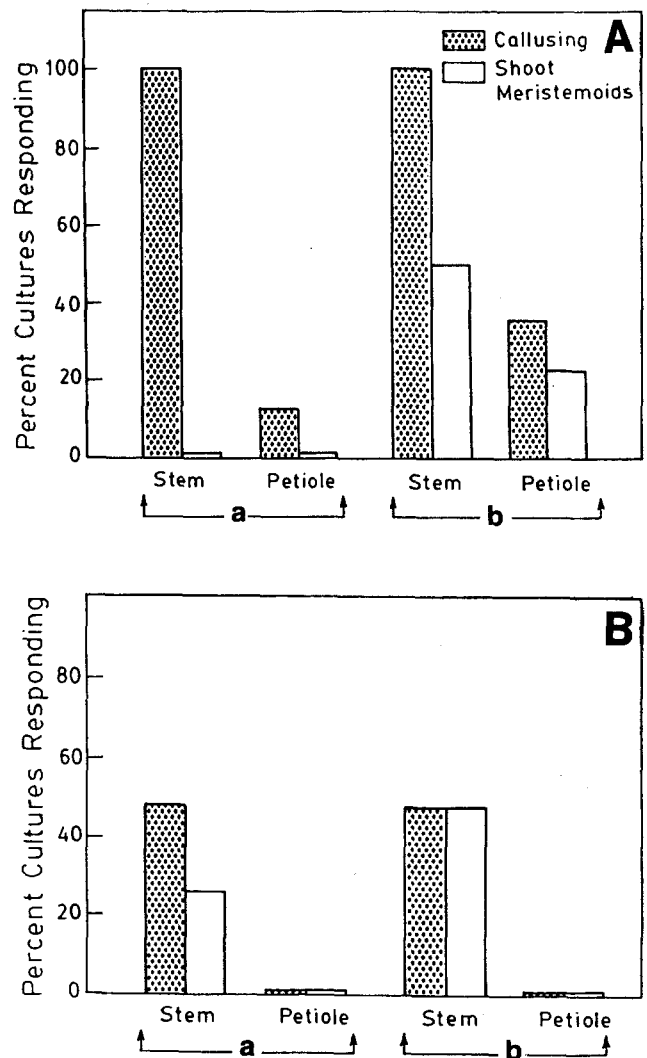 A
Callusing
Shoot
Meristemoids
Percent Cultures Responding
100
80
60
40
20
0
Stem Petiole Stem Petiole
a b
B
Percent Cultures Responding
80
60
40
20
0
Stem Petiole Stem Petiole
a b